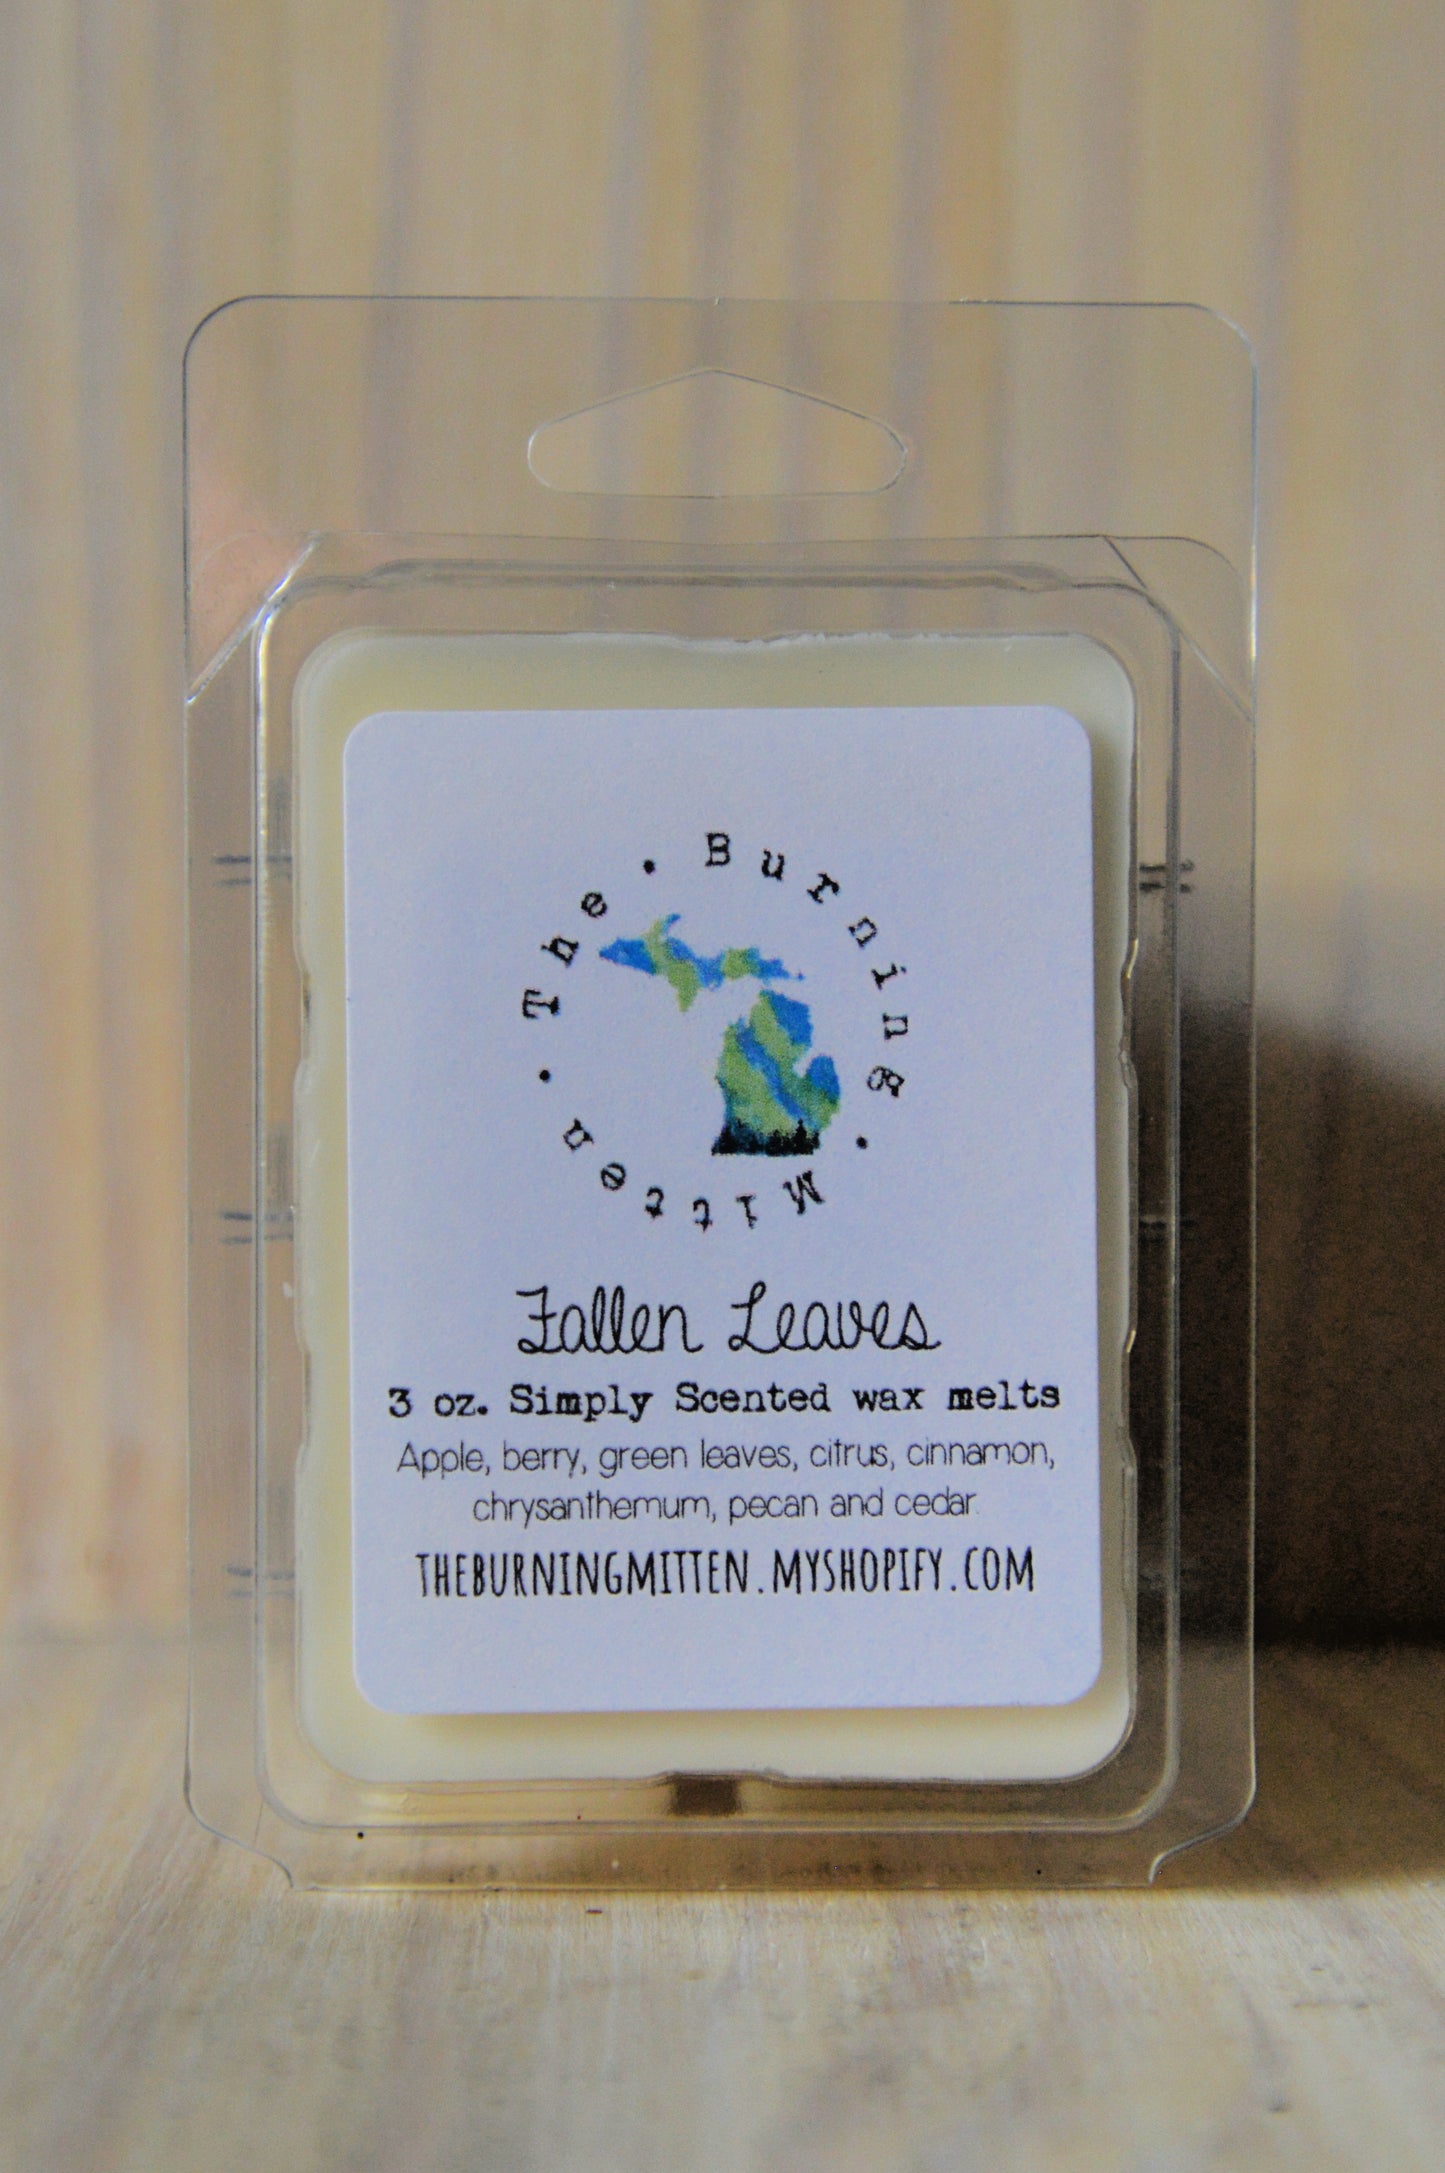 The • Burning • Mitten •
Fallen Leaves
3 oz. Simply Scented wax melts
Apple, berry, green leaves, citrus, cinnamon,
chrysanthemum, pecan and cedar.
THEBURNINGMITTEN.MYSHOPIFY.COM